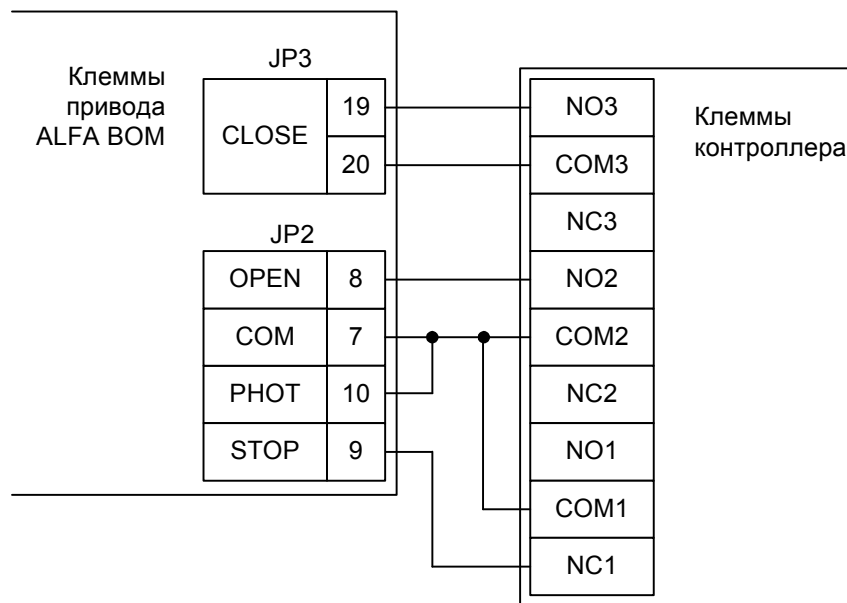 Клеммы
привода
ALFA BOM
JP3
CLOSE
19
20
JP2
OPEN 8
COM 7
PHOT 10
STOP 9
NO3
COM3
NC3
NO2
COM2
NC2
NO1
COM1
NC1
Клеммы
контроллера